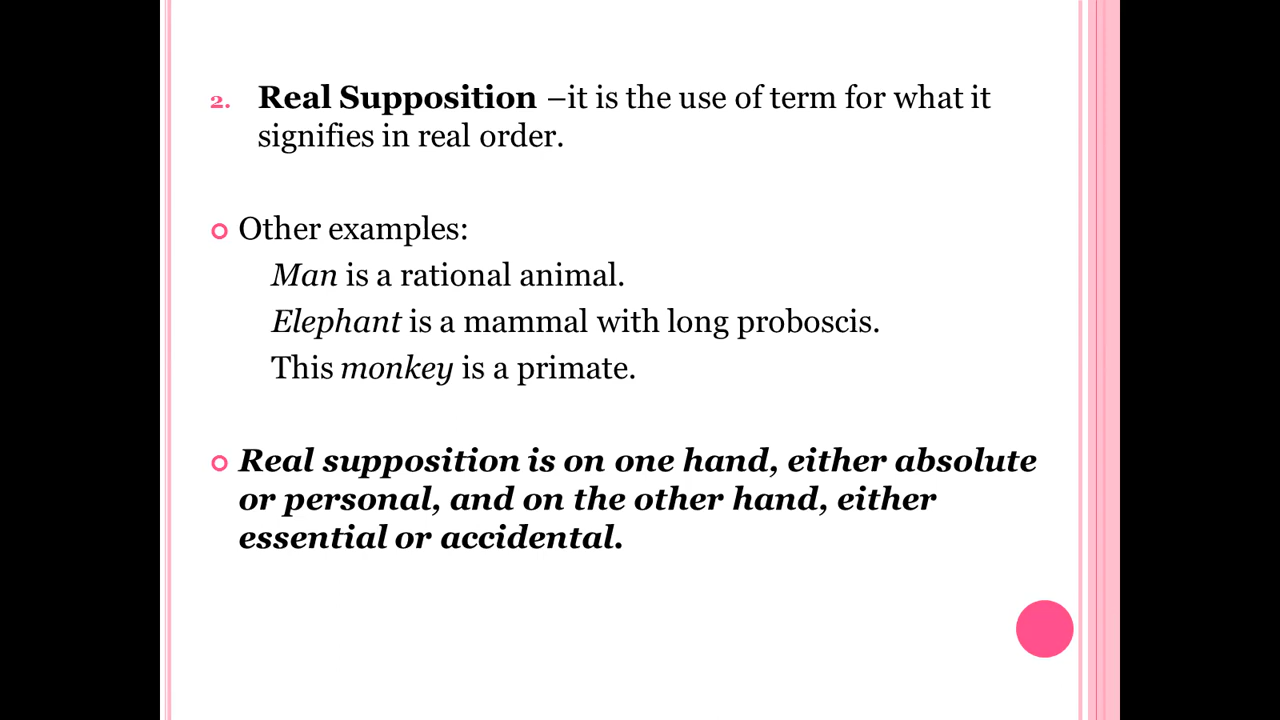 2. Real Supposition –it is the use of term for what it
signifies in real order.
Other examples:
Man is a rational animal.
Elephant is a mammal with long proboscis.
This monkey is a primate.
Real supposition is on one hand, either absolute
or personal, and on the other hand, either
essential or accidental.